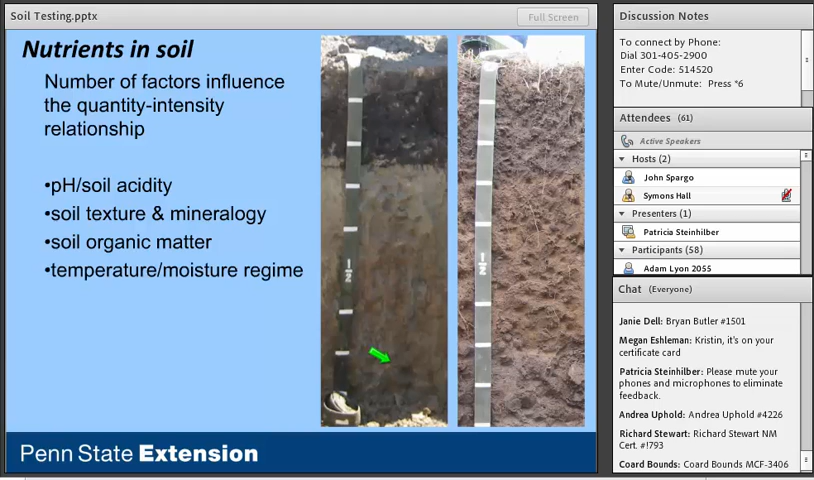 Soil Testing.pptx
Full Screen
Nutrients in soil
Number of factors influence
the quantity-intensity
relationship
•pH/soil acidity
•soil texture & mineralogy
•soil organic matter
•temperature/moisture regime
1/2
1/2
Penn State Extension
Discussion Notes
To connect by Phone:
Dial 301-405-2900
Enter Code: 514520
To Mute/Unmute: Press *6
Attendees (61)
Active Speakers
Hosts (2)
John Spargo
Symons Hall
Presenters (1)
Patricia Steinhilber
Participants (58)
Adam Lyon 2055
Chat (Everyone)
Janie Dell: Bryan Butler #1501
Megan Eshleman: Kristin, it's on your
certificate card
Patricia Steinhilber: Please mute your
phones and microphones to eliminate
feedback.
Andrea Uphold: Andrea Uphold #4226
Richard Stewart: Richard Stewart NM
Cert. #!793
Coard Bounds: Coard Bounds MCF-3406